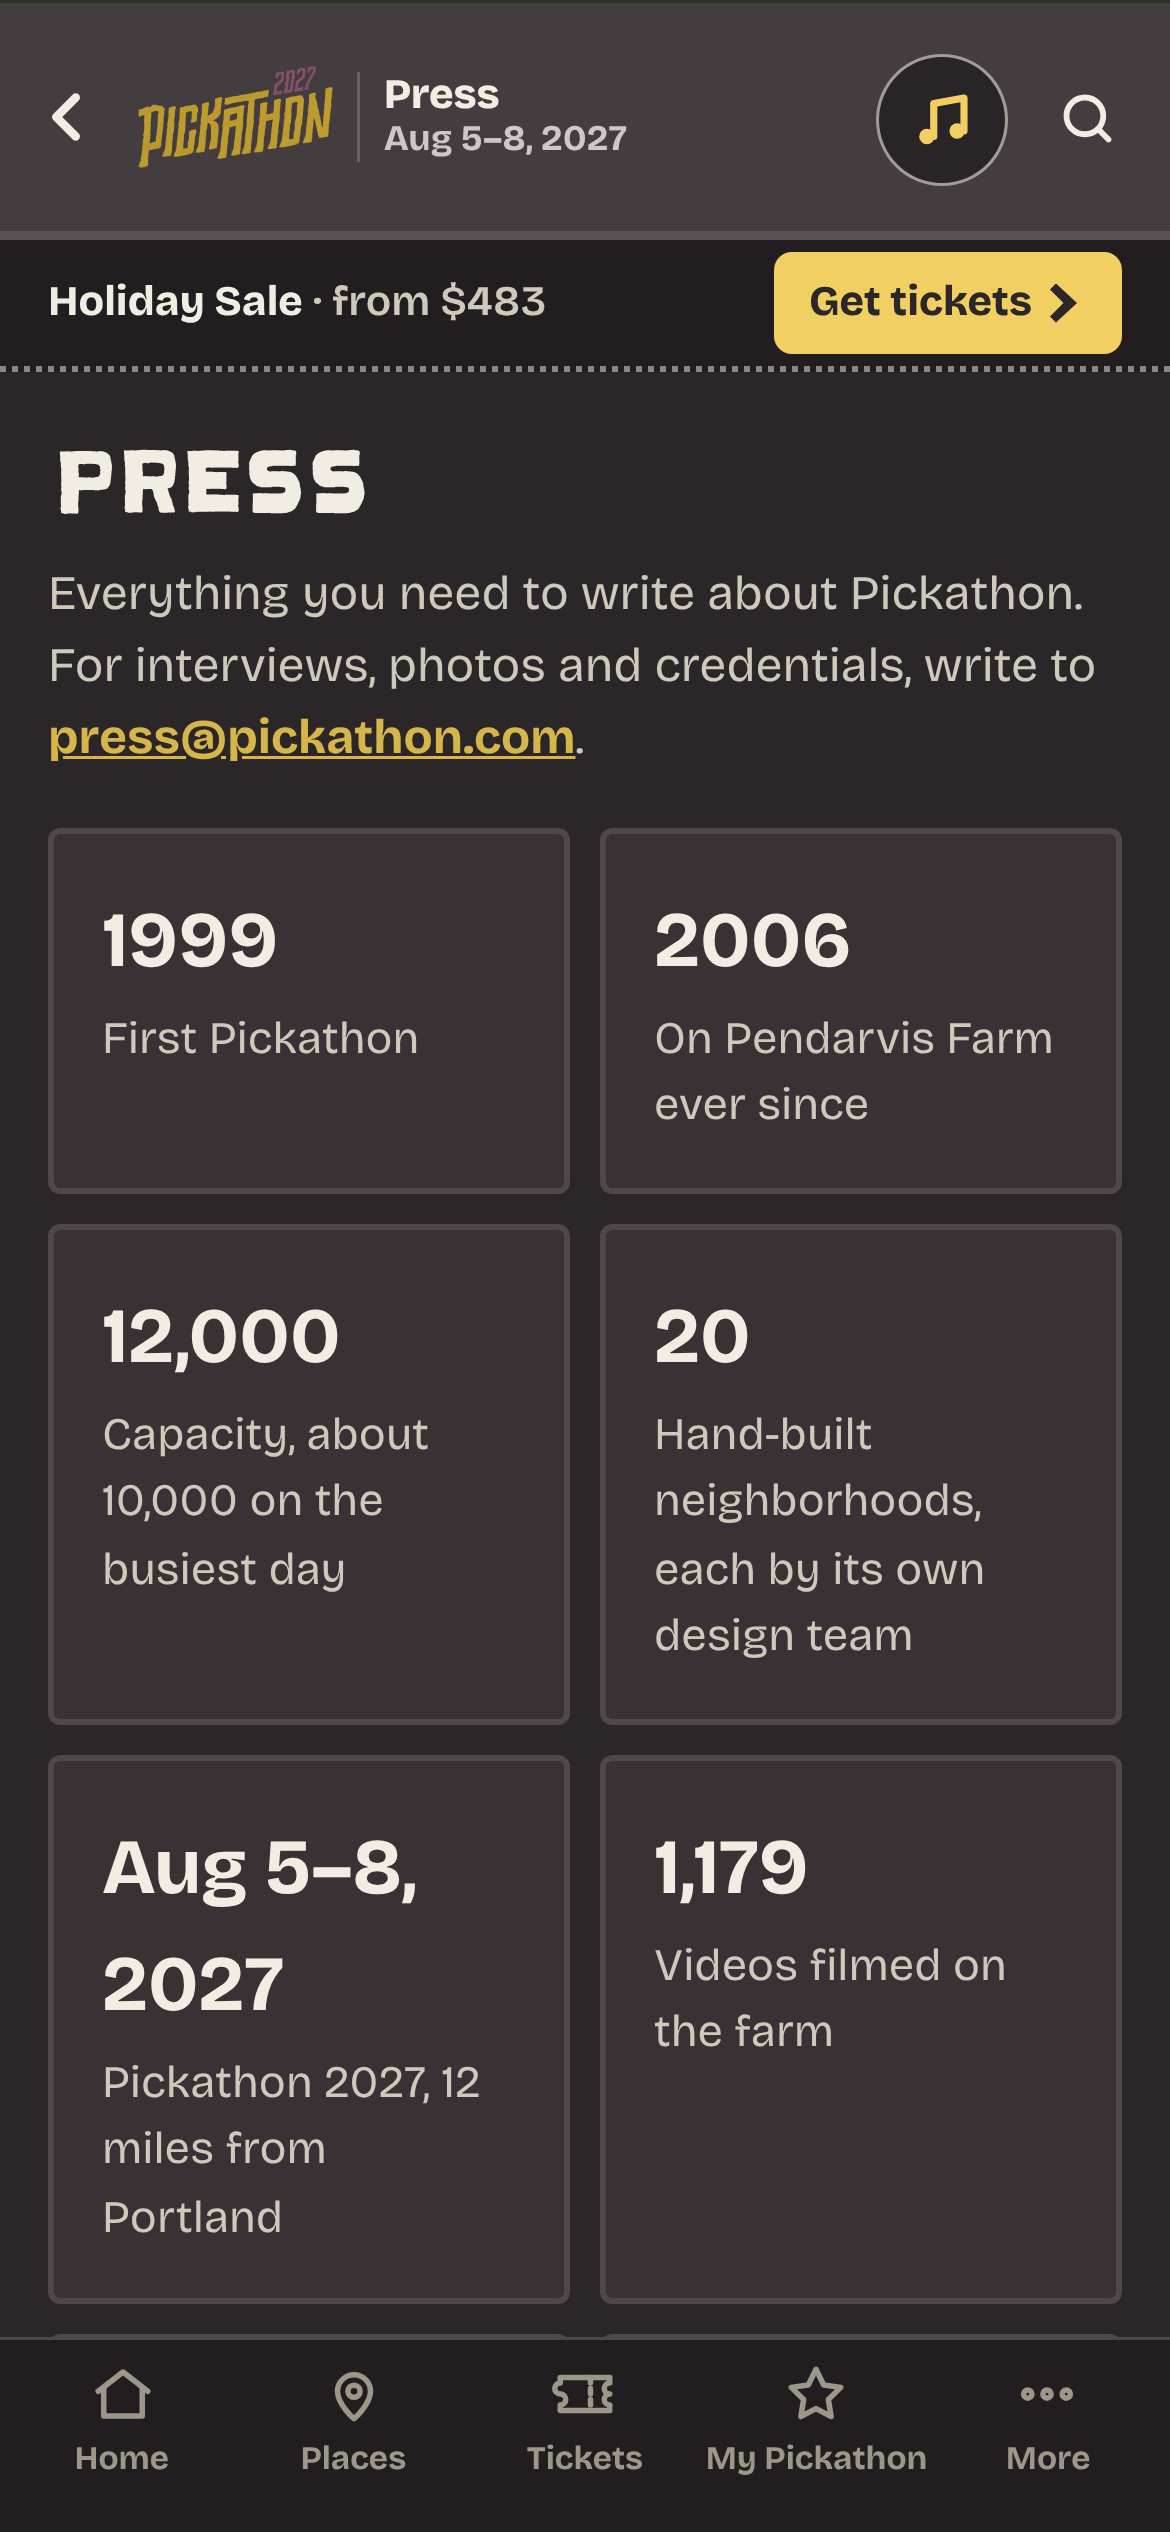 2027
PICKATHON
Press
Aug 5–8, 2027
Holiday Sale · from $483
Get tickets
PRESS
Everything you need to write about Pickathon.
For interviews, photos and credentials, write to
press@pickathon.com.
1999
First Pickathon
2006
On Pendarvis Farm
ever since
12,000
Capacity, about
10,000 on the
busiest day
20
Hand-built
neighborhoods,
each by its own
design team
Aug 5–8,
2027
Pickathon 2027, 12
miles from
Portland
1,179
Videos filmed on
the farm
Home
Places
Tickets
My Pickathon
More